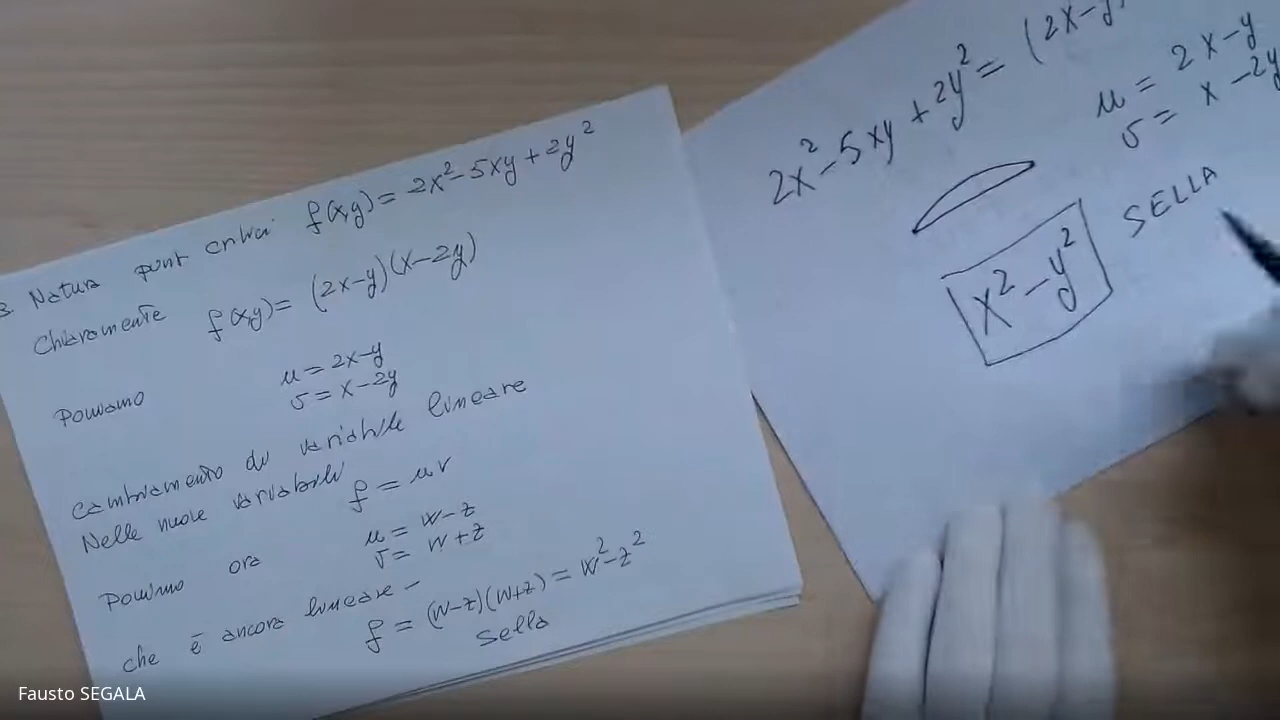 3. Natura punt critici f(x,y) = 2x² - 5xy + 2y²
Chiaramente f(x,y) = (2x-y)(x-2y)
Poniamo u = 2x-y
v = x-2y
Cambiamento di variabile lineare
Nelle nuove variabili f = uv
Poniamo ora u = w-z
v = w+z
che è ancora lineare -
f = (w-z)(w+z) = w² - z²
Sella
2x² - 5xy + 2y² = (2x-y
u = 2x-y
v = x-2y
x² - y²
SELLA
Fausto SEGALA